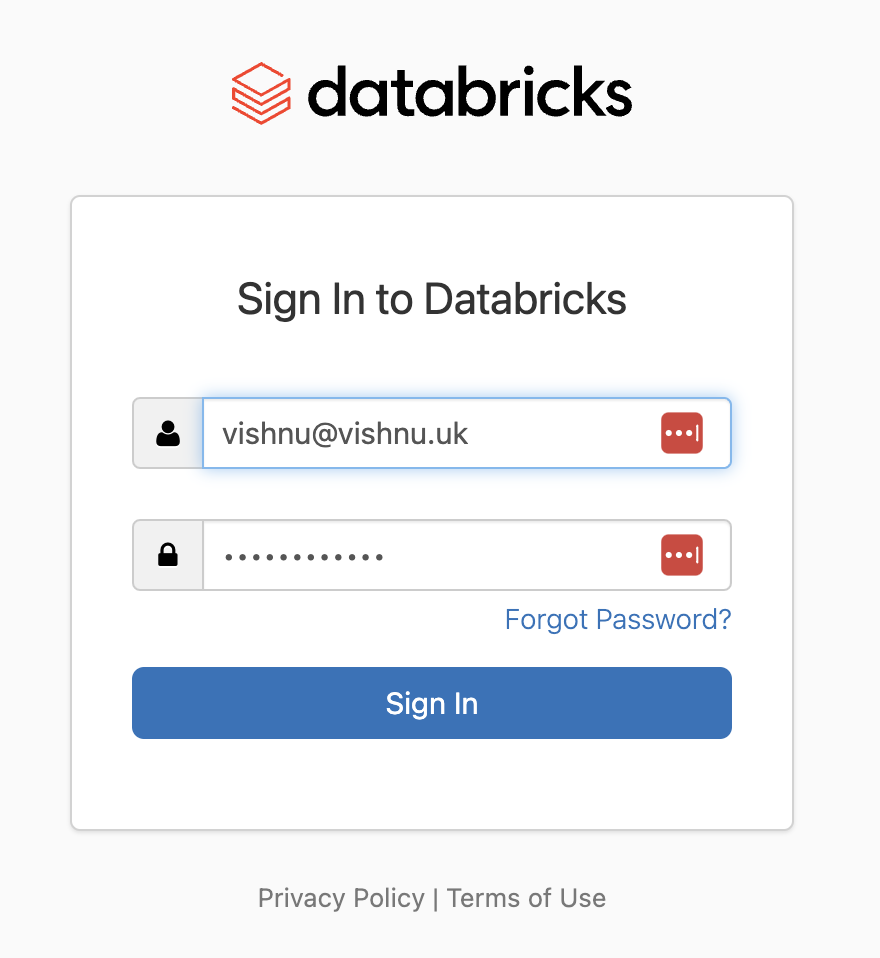 databricks
Sign In to Databricks
vishnu@vishnu.uk
••••••••••••
Forgot Password?
Sign In
Privacy Policy | Terms of Use